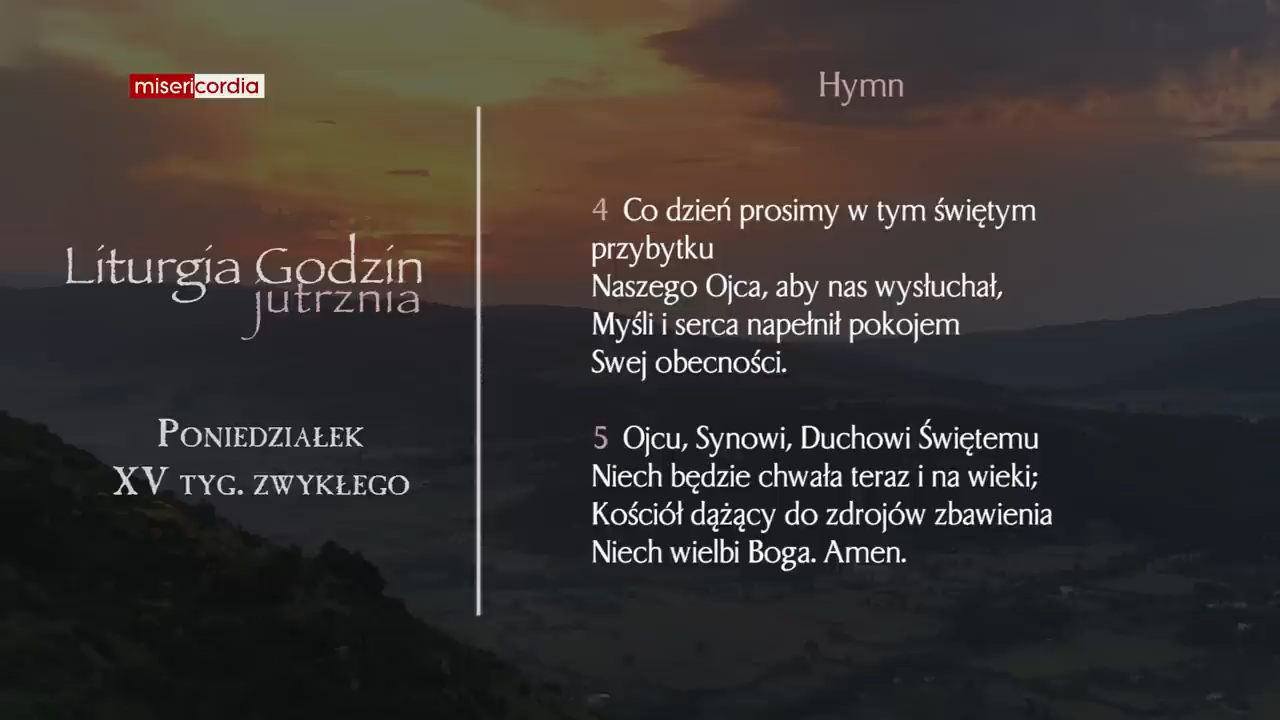 misericordia
Liturgia Godzin
jutrznia
Poniedziałek
XV tyg. zwykłego
Hymn
4 Co dzień prosimy w tym świętym
przybytku
Naszego Ojca, aby nas wysłuchał,
Myśli i serca napełnił pokojem
Swej obecności.
5 Ojcu, Synowi, Duchowi Świętemu
Niech będzie chwała teraz i na wieki;
Kościół dążący do zdrojów zbawienia
Niech wielbi Boga. Amen.